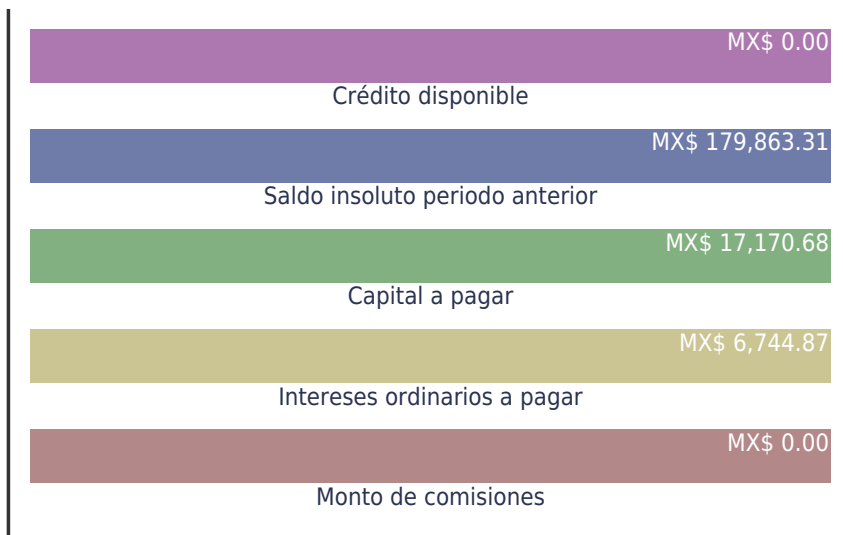 MX$ 0.00
Crédito disponible
MX$ 179,863.31
Saldo insoluto periodo anterior
MX$ 17,170.68
Capital a pagar
MX$ 6,744.87
Intereses ordinarios a pagar
MX$ 0.00
Monto de comisiones